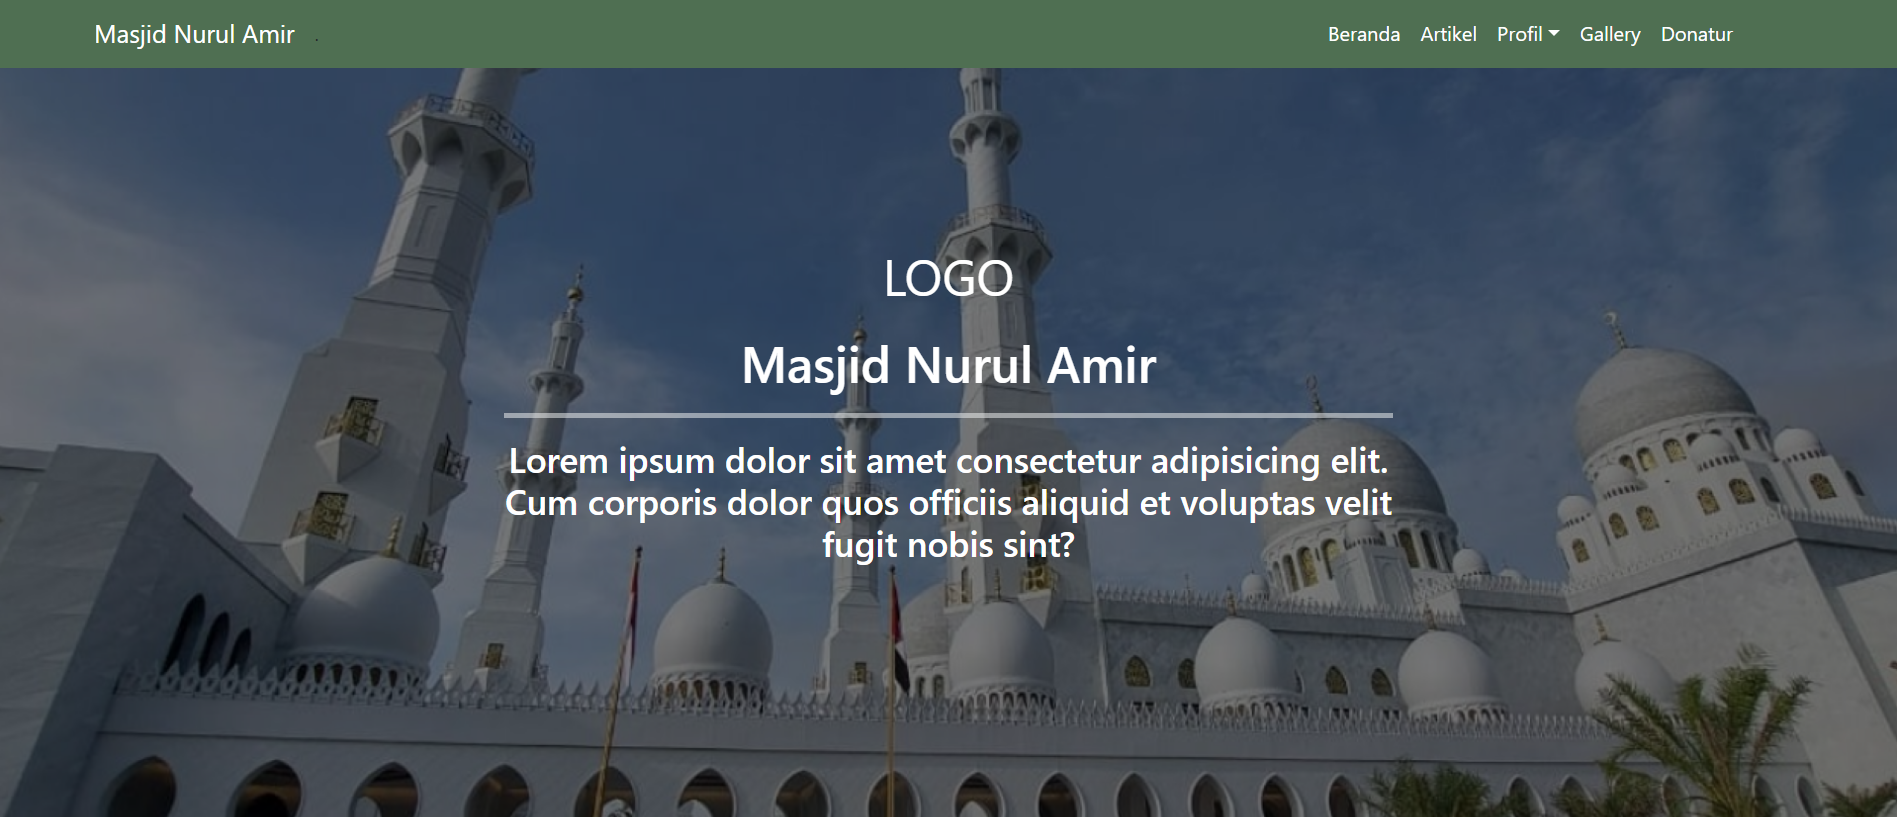 Masjid Nurul Amir
Beranda Artikel Profil Gallery Donatur
LOGO
Masjid Nurul Amir
Lorem ipsum dolor sit amet consectetur adipisicing elit.
Cum corporis dolor quos officiis aliquid et voluptas velit
fugit nobis sint?